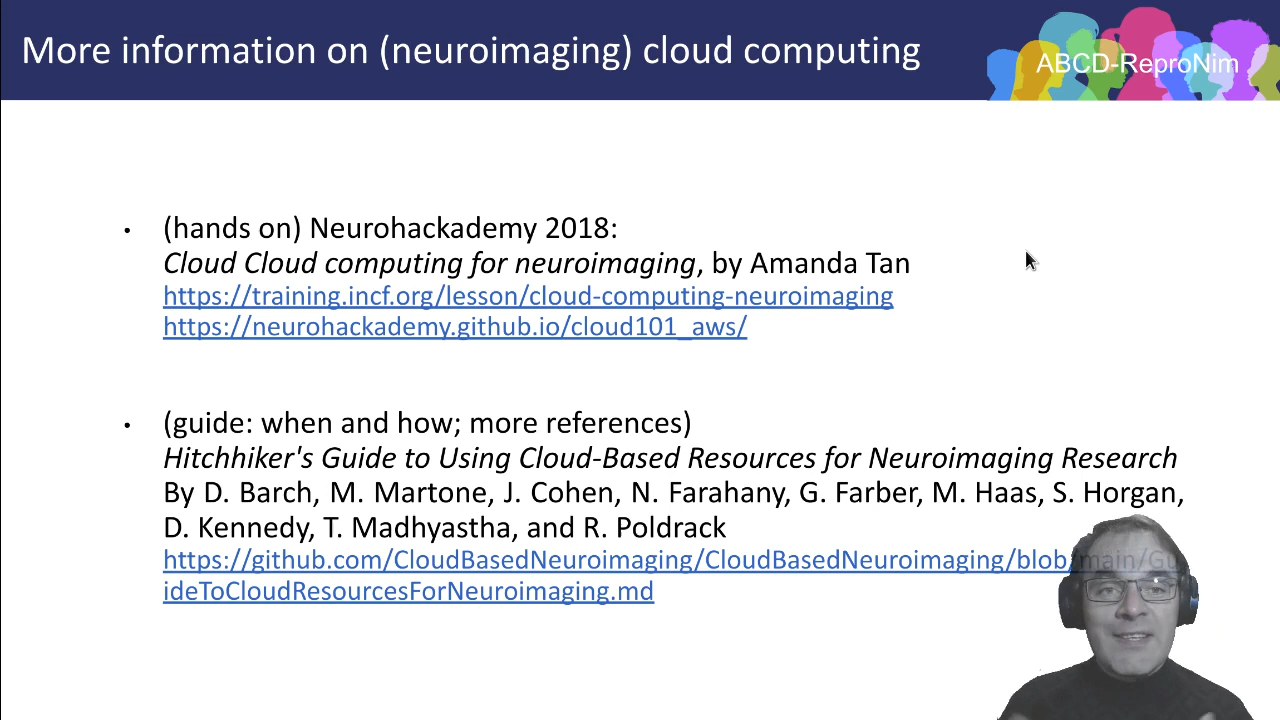 More information on (neuroimaging) cloud computing
ABCD-ReproNim
• (hands on) Neurohackademy 2018:
Cloud Cloud computing for neuroimaging, by Amanda Tan
https://training.incf.org/lesson/cloud-computing-neuroimaging
https://neurohackademy.github.io/cloud101_aws/
• (guide: when and how; more references)
Hitchhiker's Guide to Using Cloud-Based Resources for Neuroimaging Research
By D. Barch, M. Martone, J. Cohen, N. Farahany, G. Farber, M. Haas, S. Horgan,
D. Kennedy, T. Madhyastha, and R. Poldrack
https://github.com/CloudBasedNeuroimaging/CloudBasedNeuroimaging/blob/main/Gu
ideToCloudResourcesForNeuroimaging.md